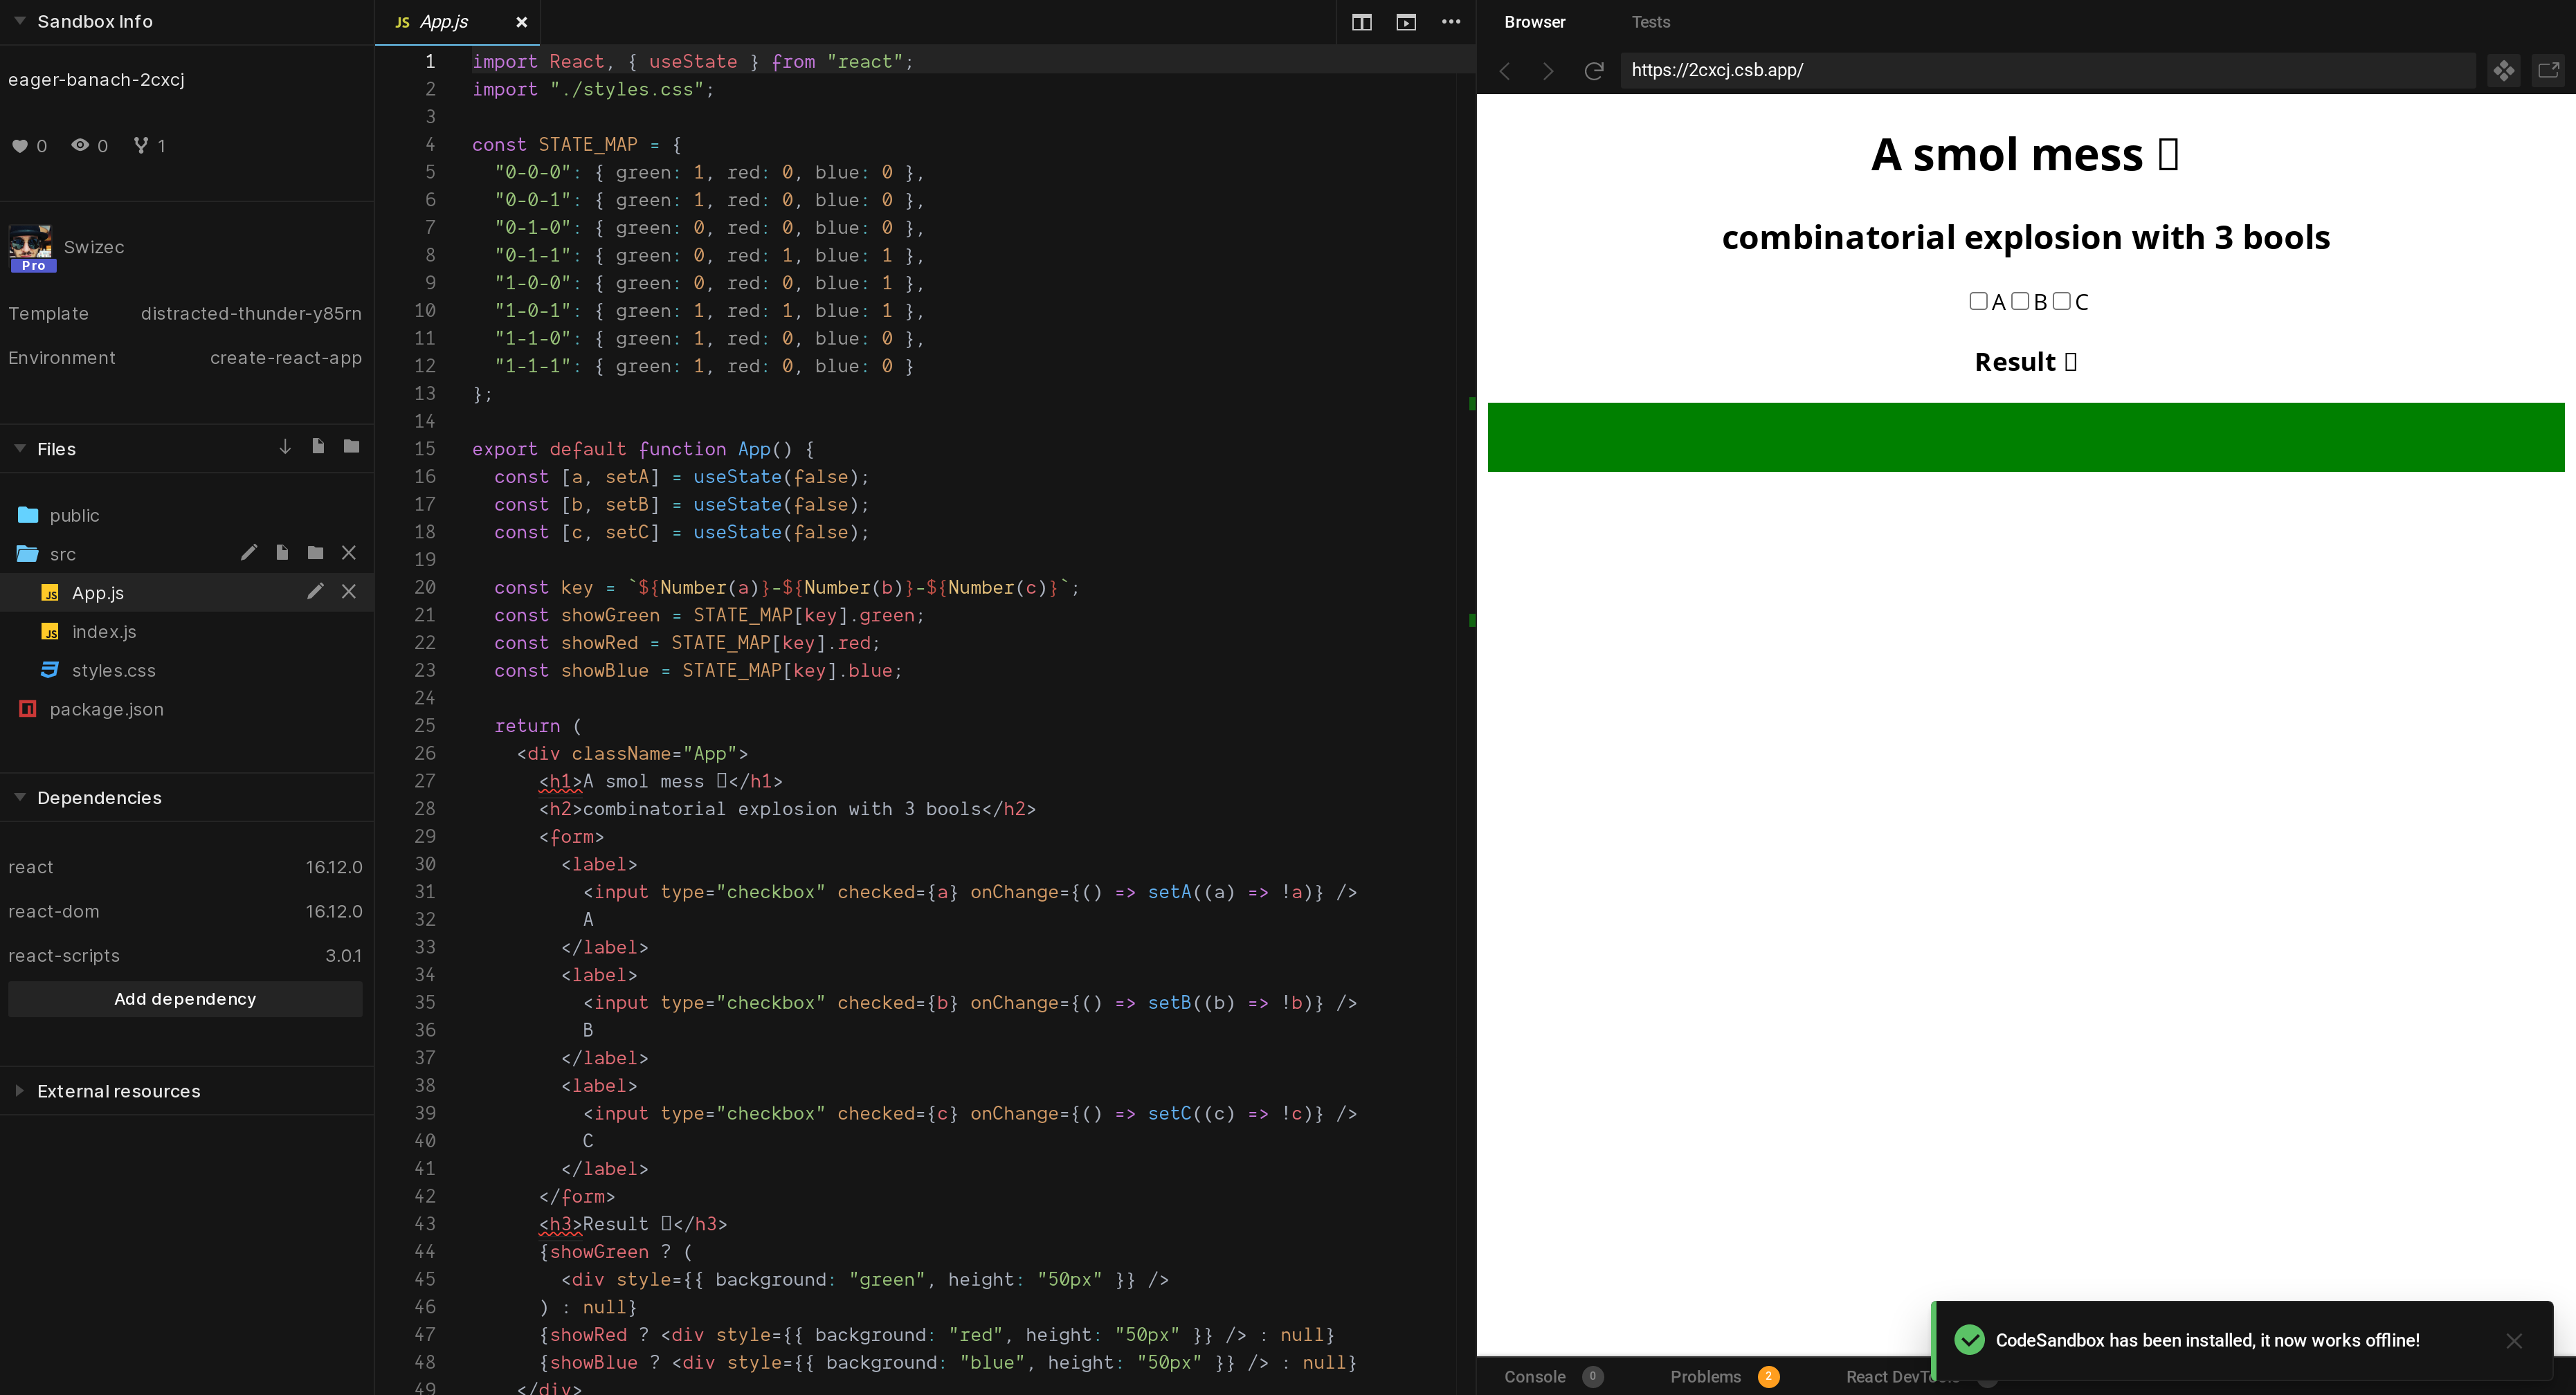 Sandbox Info
eager-banach-2cxcj
0 0 1
Swizec
Pro
Template distracted-thunder-y85rn
Environment create-react-app
Files
public
src
JS App.js
JS index.js
styles.css
package.json
Dependencies
react 16.12.0
react-dom 16.12.0
react-scripts 3.0.1
Add dependency
External resources
JS App.js
1 import React, { useState } from "react";
2 import "./styles.css";
3
4 const STATE_MAP = {
5 "0-0-0": { green: 1, red: 0, blue: 0 },
6 "0-0-1": { green: 1, red: 0, blue: 0 },
7 "0-1-0": { green: 0, red: 0, blue: 0 },
8 "0-1-1": { green: 0, red: 1, blue: 1 },
9 "1-0-0": { green: 0, red: 0, blue: 1 },
10 "1-0-1": { green: 1, red: 1, blue: 1 },
11 "1-1-0": { green: 1, red: 0, blue: 0 },
12 "1-1-1": { green: 1, red: 0, blue: 0 }
13 };
14
15 export default function App() {
16 const [a, setA] = useState(false);
17 const [b, setB] = useState(false);
18 const [c, setC] = useState(false);
19
20 const key = `${Number(a)}-${Number(b)}-${Number(c)}`;
21 const showGreen = STATE_MAP[key].green;
22 const showRed = STATE_MAP[key].red;
23 const showBlue = STATE_MAP[key].blue;
24
25 return (
26 <div className="App">
27 <h1>A smol mess </h1>
28 <h2>combinatorial explosion with 3 bools</h2>
29 <form>
30 <label>
31 <input type="checkbox" checked={a} onChange={() => setA((a) => !a)} />
32 A
33 </label>
34 <label>
35 <input type="checkbox" checked={b} onChange={() => setB((b) => !b)} />
36 B
37 </label>
38 <label>
39 <input type="checkbox" checked={c} onChange={() => setC((c) => !c)} />
40 C
41 </label>
42 </form>
43 <h3>Result </h3>
44 {showGreen ? (
45 <div style={{ background: "green", height: "50px" }} />
46 ) : null}
47 {showRed ? <div style={{ background: "red", height: "50px" }} /> : null}
48 {showBlue ? <div style={{ background: "blue", height: "50px" }} /> : null}
49 </div>
Browser Tests
https://2cxcj.csb.app/
A smol mess
combinatorial explosion with 3 bools
A B C
Result
CodeSandbox has been installed, it now works offline!
Console 0 Problems 2 React